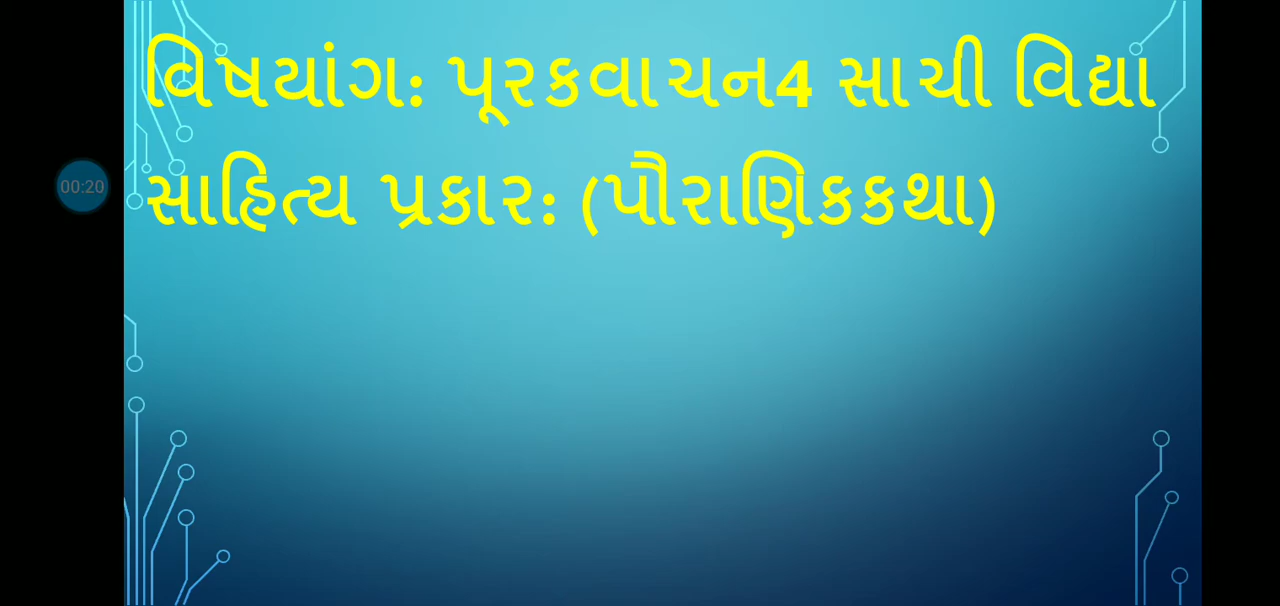 વિષયાંગ: પૂરકવાચન4 સાચી વિદ્યા
સાહિત્ય પ્રકાર: (પૌરાણિકકથા)
00:20